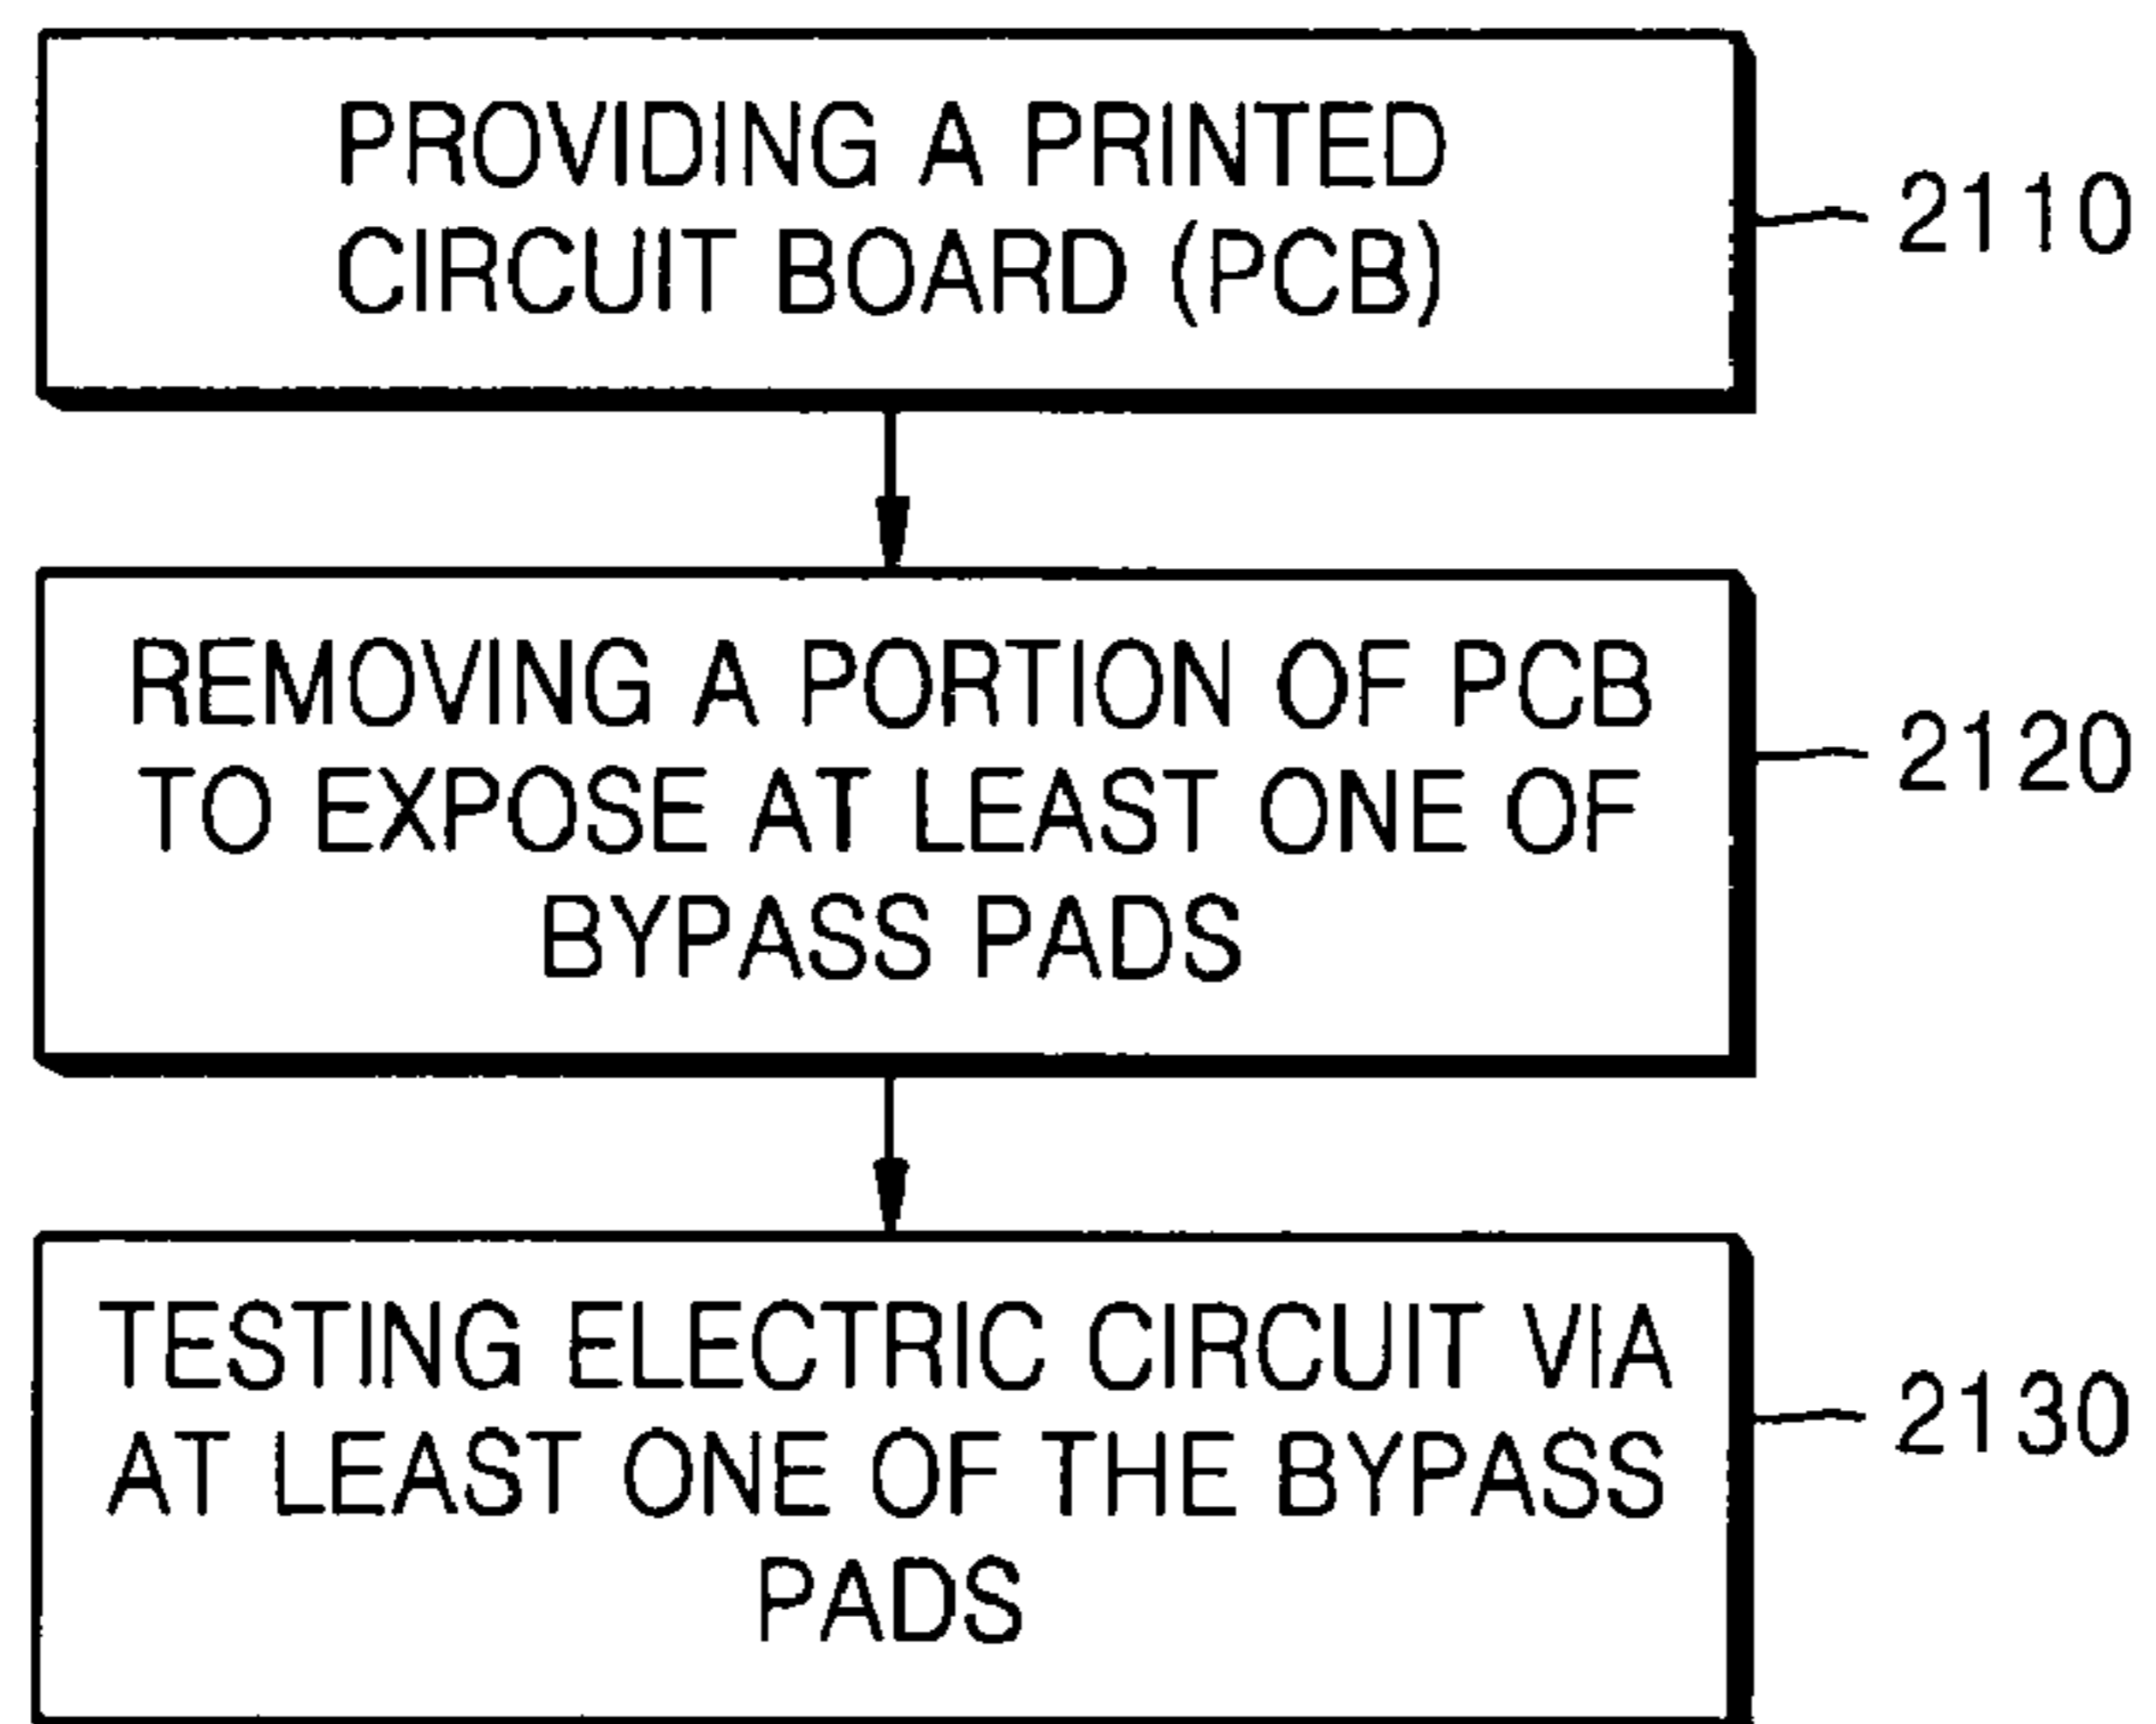 PROVIDING A PRINTED
CIRCUIT BOARD (PCB)
2110
REMOVING A PORTION OF PCB
TO EXPOSE AT LEAST ONE OF
BYPASS PADS
2120
TESTING ELECTRIC CIRCUIT VIA
AT LEAST ONE OF THE BYPASS
PADS
2130